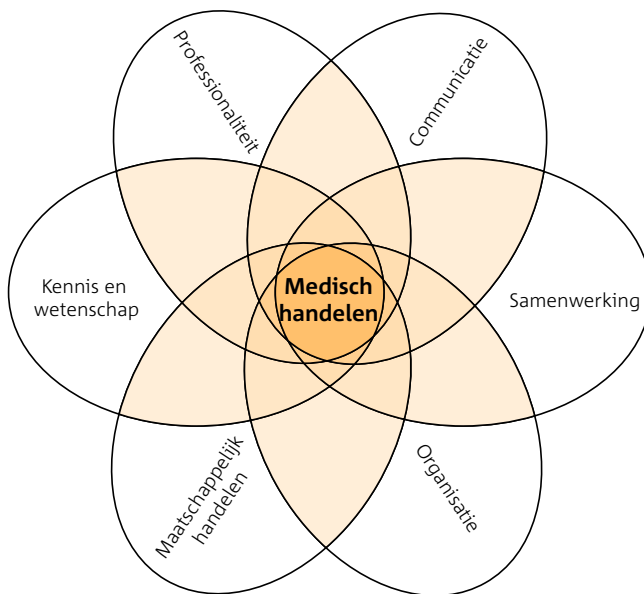 Professionaliteit
Communicatie
Kennis en
wetenschap
Medisch
handelen
Samenwerking
Maatschappelijk
handelen
Organisatie